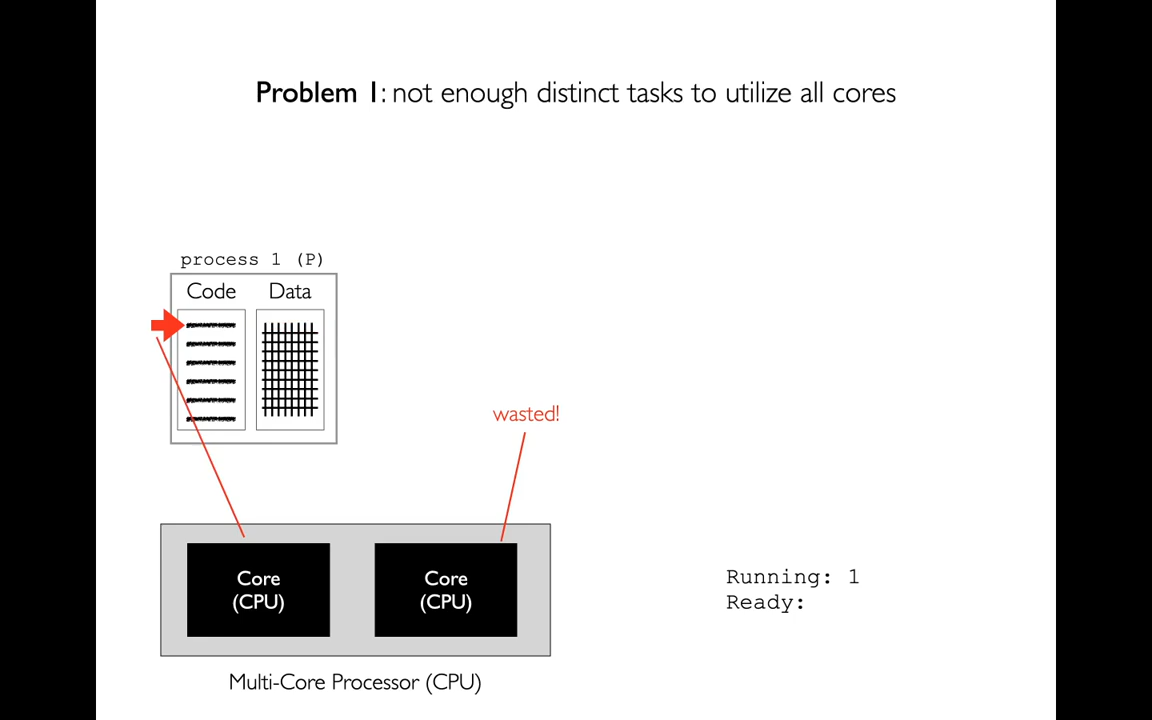 Problem 1: not enough distinct tasks to utilize all cores
process 1 (P)
Code Data
wasted!
Core
(CPU)
Core
(CPU)
Running: 1
Ready:
Multi-Core Processor (CPU)